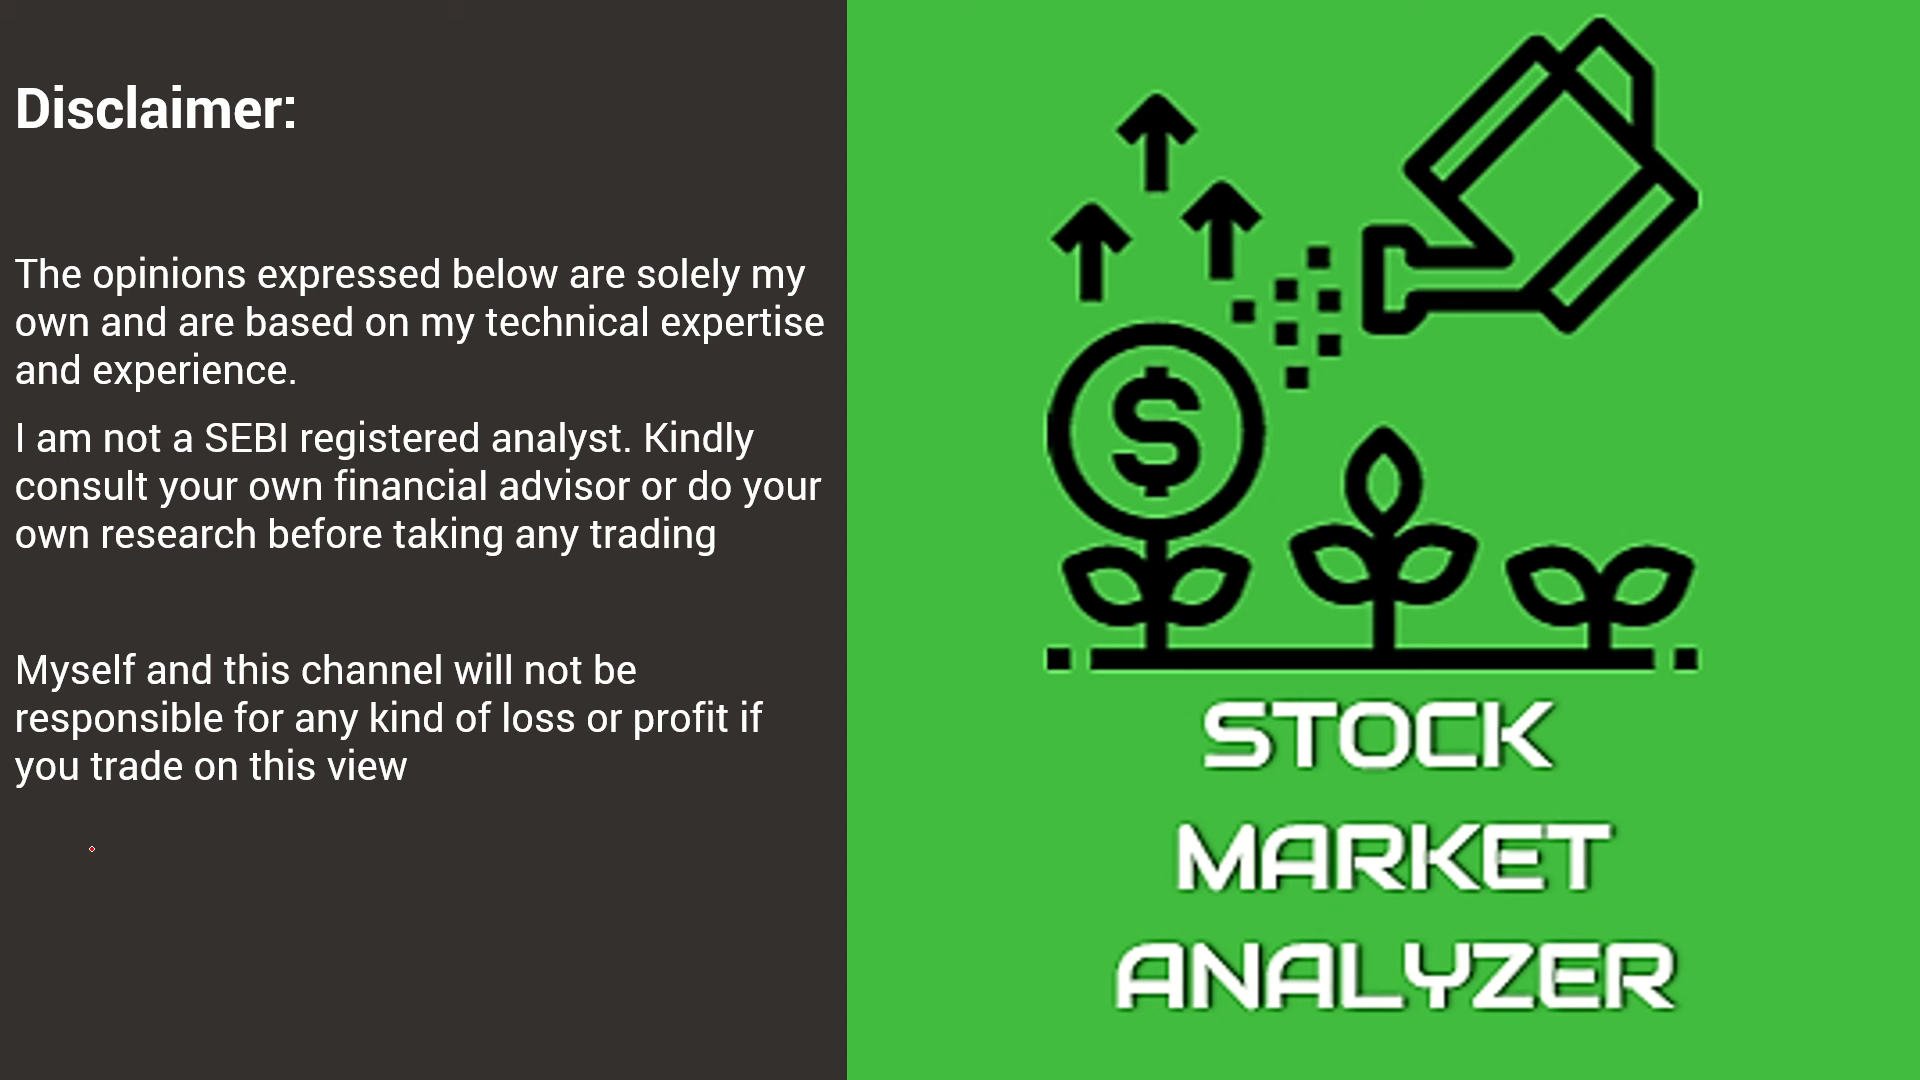 Disclaimer:
The opinions expressed below are solely my
own and are based on my technical expertise
and experience.
I am not a SEBI registered analyst. Kindly
consult your own financial advisor or do your
own research before taking any trading
Myself and this channel will not be
responsible for any kind of loss or profit if
you trade on this view
$
STOCK
MARKET
ANALYZER